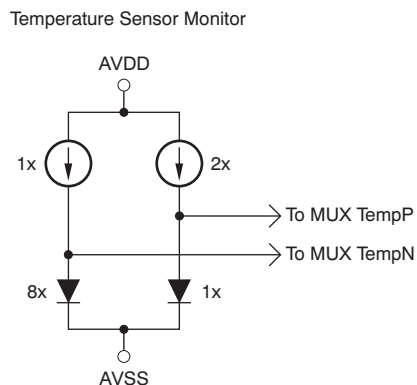 Temperature Sensor Monitor
AVDD
1x
2x
To MUX TempP
To MUX TempN
8x
1x
AVSS